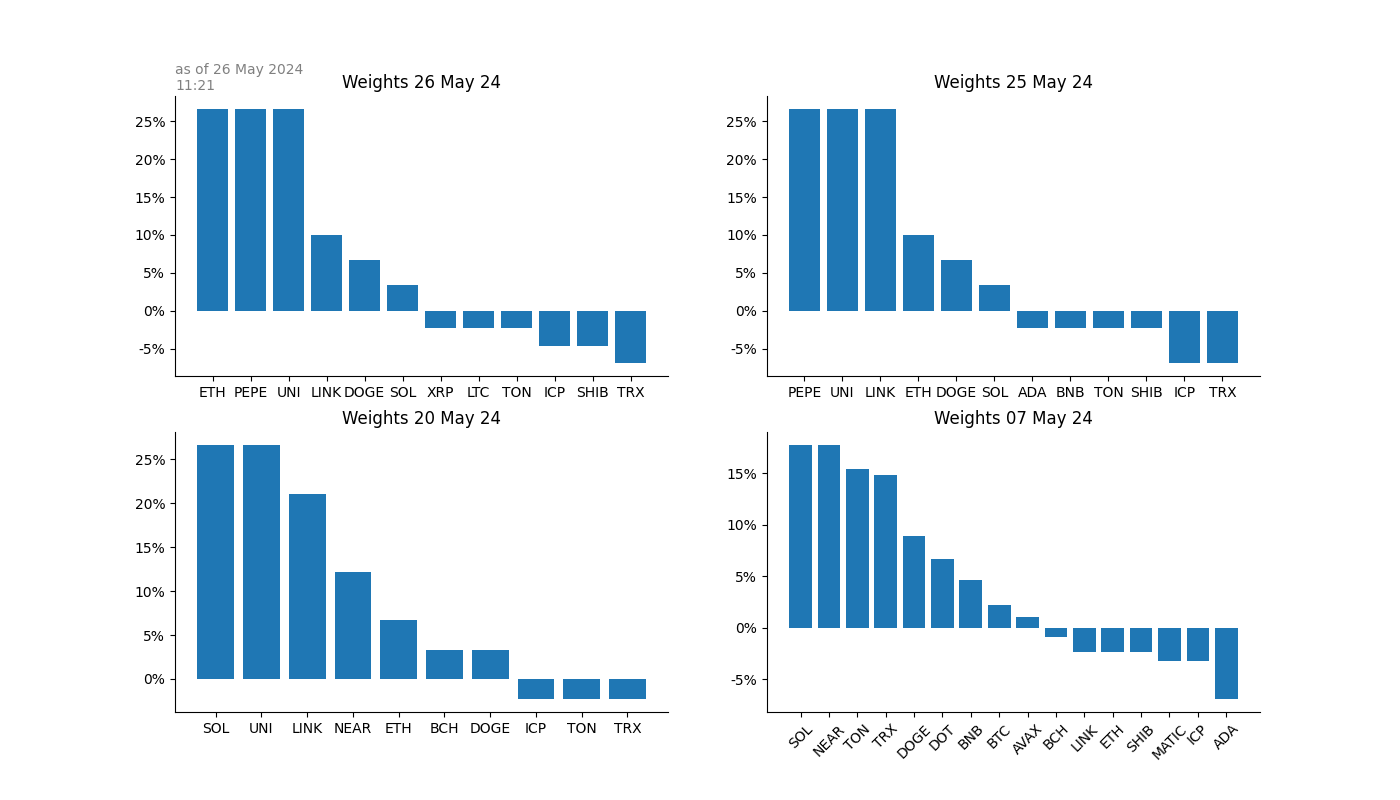 as of 26 May 2024
11:21
Weights 26 May 24
25%
20%
15%
10%
5%
0%
-5%
ETH PEPE UNI LINK DOGE SOL XRP LTC TON ICP SHIB TRX
Weights 25 May 24
25%
20%
15%
10%
5%
0%
-5%
PEPE UNI LINK ETH DOGE SOL ADA BNB TON SHIB ICP TRX
Weights 20 May 24
25%
20%
15%
10%
5%
0%
SOL UNI LINK NEAR ETH BCH DOGE ICP TON TRX
Weights 07 May 24
15%
10%
5%
0%
-5%
SOL NEAR TON TRX DOGE DOT BNB BTC AVAX BCH LINK ETH SHIB MATIC ICP ADA